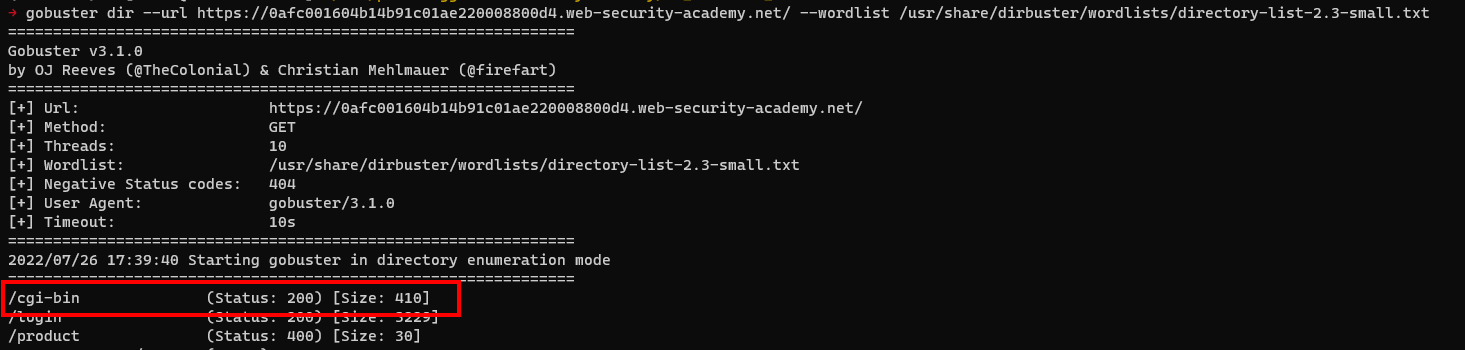 → gobuster dir --url https://0afc001604b14b91c01ae220008800d4.web-security-academy.net/ --wordlist /usr/share/dirbuster/wordlists/directory-list-2.3-small.txt
===============================================================
Gobuster v3.1.0
by OJ Reeves (@TheColonial) & Christian Mehlmauer (@firefart)
===============================================================
[+] Url: https://0afc001604b14b91c01ae220008800d4.web-security-academy.net/
[+] Method: GET
[+] Threads: 10
[+] Wordlist: /usr/share/dirbuster/wordlists/directory-list-2.3-small.txt
[+] Negative Status codes: 404
[+] User Agent: gobuster/3.1.0
[+] Timeout: 10s
===============================================================
2022/07/26 17:39:40 Starting gobuster in directory enumeration mode
===============================================================
/cgi-bin (Status: 200) [Size: 410]
/login (Status: 200) [Size: 3229]
/product (Status: 400) [Size: 30]